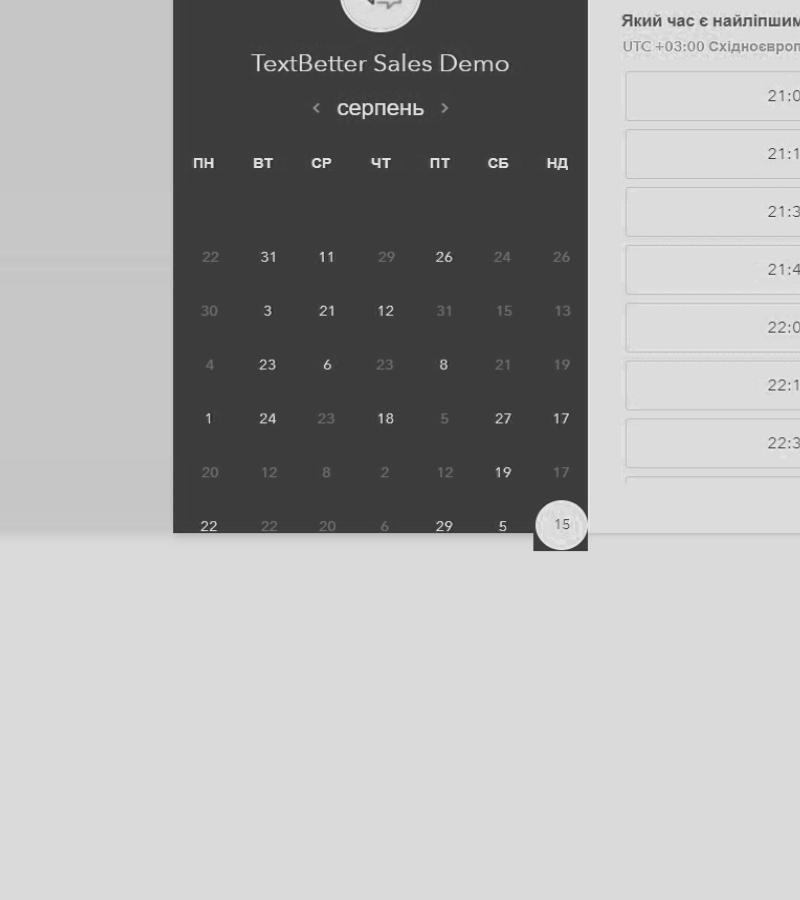 TextBetter Sales Demo
серпень
ПН ВТ СР ЧТ ПТ СБ НД
22 31 11 29 26 24 26
30 3 21 12 31 15 13
4 23 6 23 8 21 19
1 24 23 18 5 27 17
20 12 8 2 12 19 17
22 22 20 6 29 5 15
Який час є найліпшим
UTC +03:00 Східноєвроп
21:0
21:1
21:3
21:4
22:0
22:1
22:3